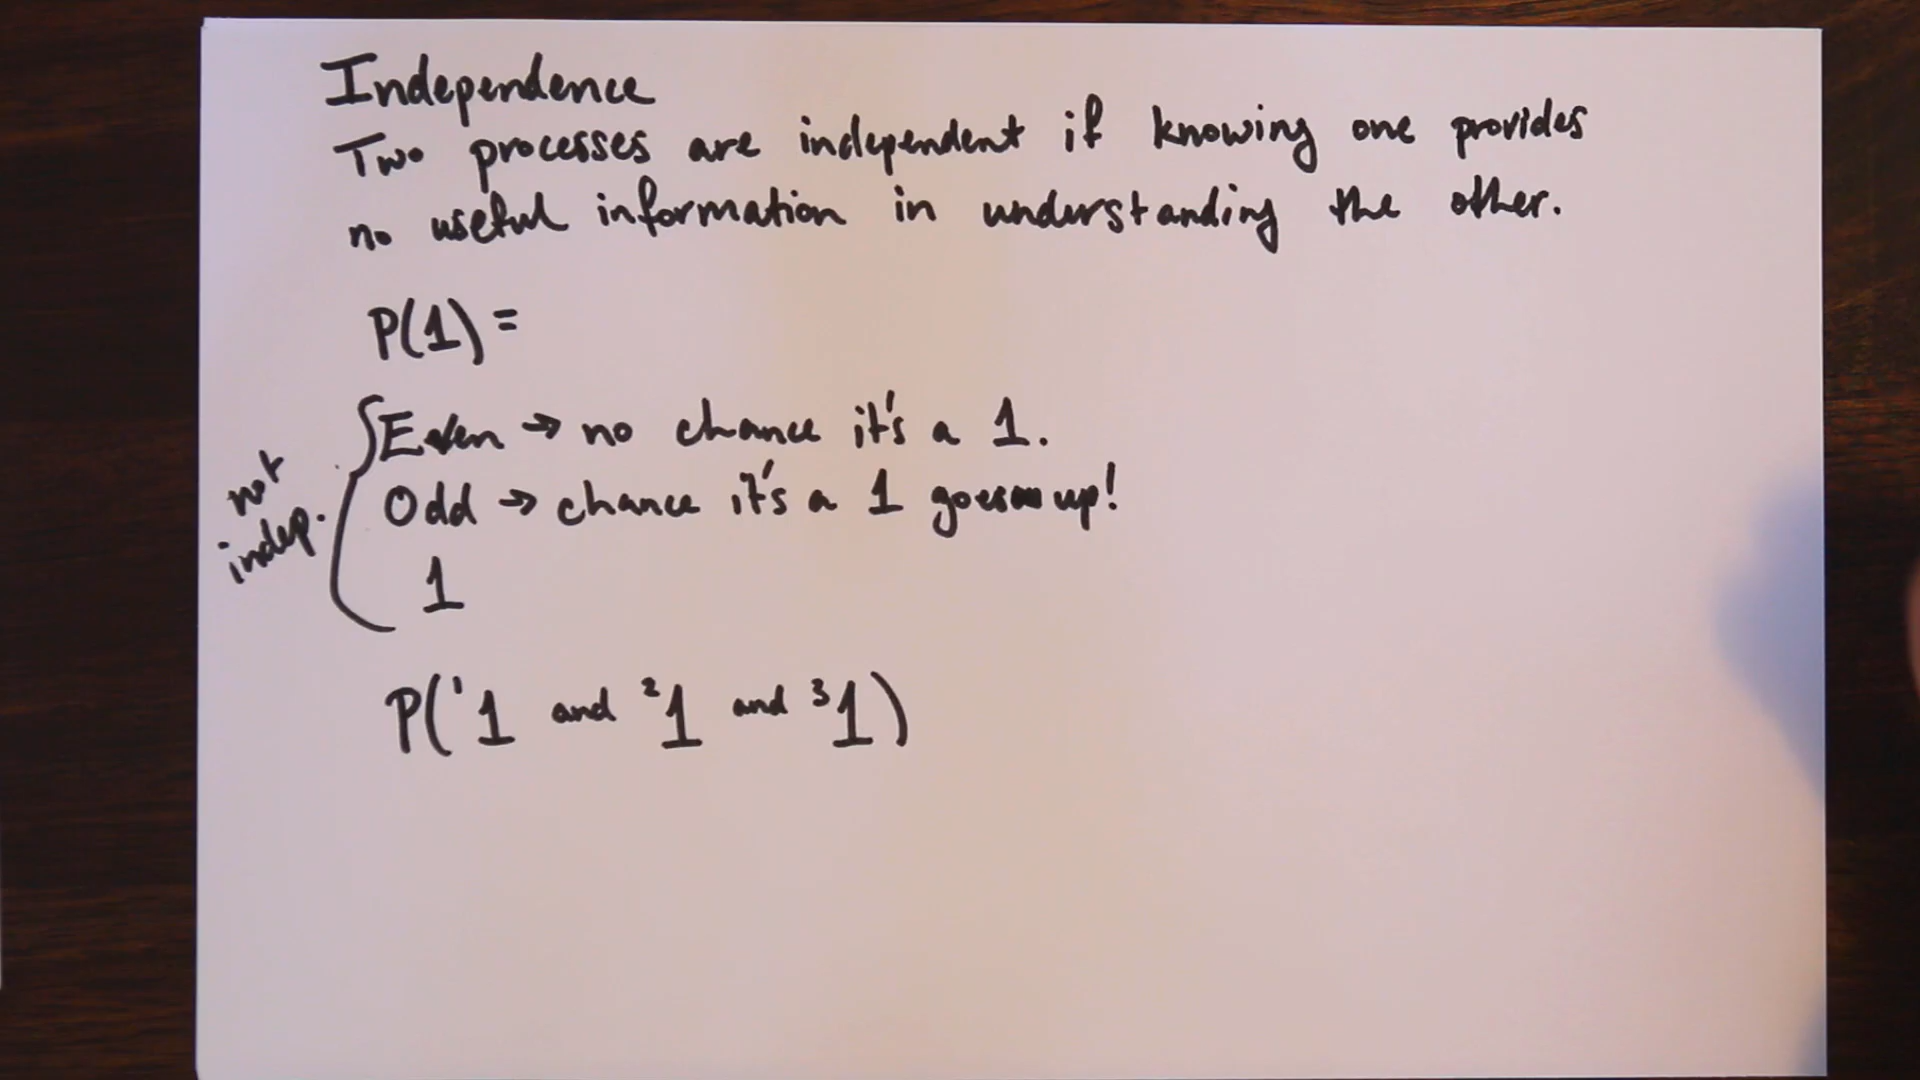 Independence
Two processes are independent if knowing one provides
no useful information in understanding the other.
P(1) =
Even → no chance it's a 1.
not
indep.
Odd → chance it's a 1 goes up!
1
P(¹1 and ²1 and ³1)